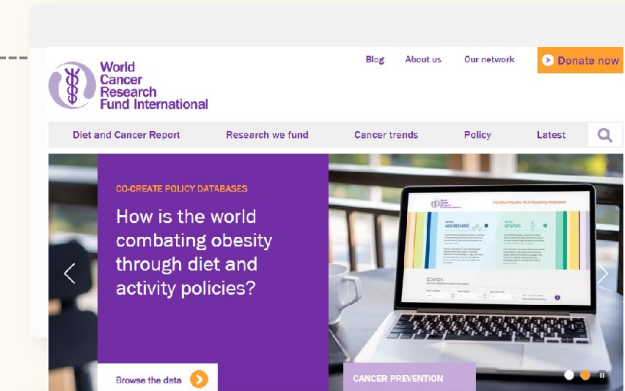 World
Cancer
Research
Fund International
Blog About us Our network Donate now
Diet and Cancer Report Research we fund Cancer trends Policy Latest
CO-CREATE POLICY DATABASES
How is the world
combating obesity
through diet and
activity policies?
Browse the data
CANCER PREVENTION
NOURISHING MOVING